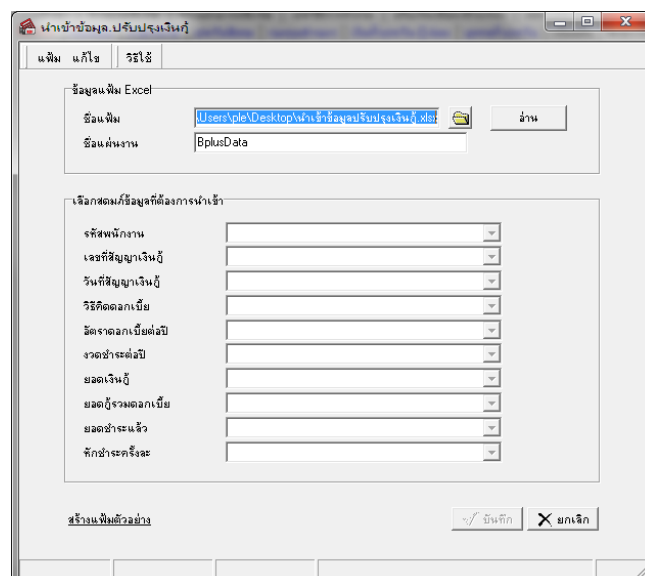 นำเข้าข้อมูล.ปรับปรุงเงินกู้
แฟ้ม แก้ไข วิธีใช้
ข้อมูลแฟ้ม Excel
ชื่อแฟ้ม \Users\ple\Desktop\นำเข้าข้อมูลปรับปรุงเงินกู้.xlsx อ่าน
ชื่อแผ่นงาน BplusData
เลือกสดมภ์ข้อมูลที่ต้องการนำเข้า
รหัสพนักงาน
เลขที่สัญญาเงินกู้
วันที่สัญญาเงินกู้
วิธีคิดดอกเบี้ย
อัตราดอกเบี้ยต่อปี
งวดชำระต่อปี
ยอดเงินกู้
ยอดกู้รวมดอกเบี้ย
ยอดชำระแล้ว
หักชำระครั้งละ
สร้างแฟ้มตัวอย่าง บันทึก ยกเลิก